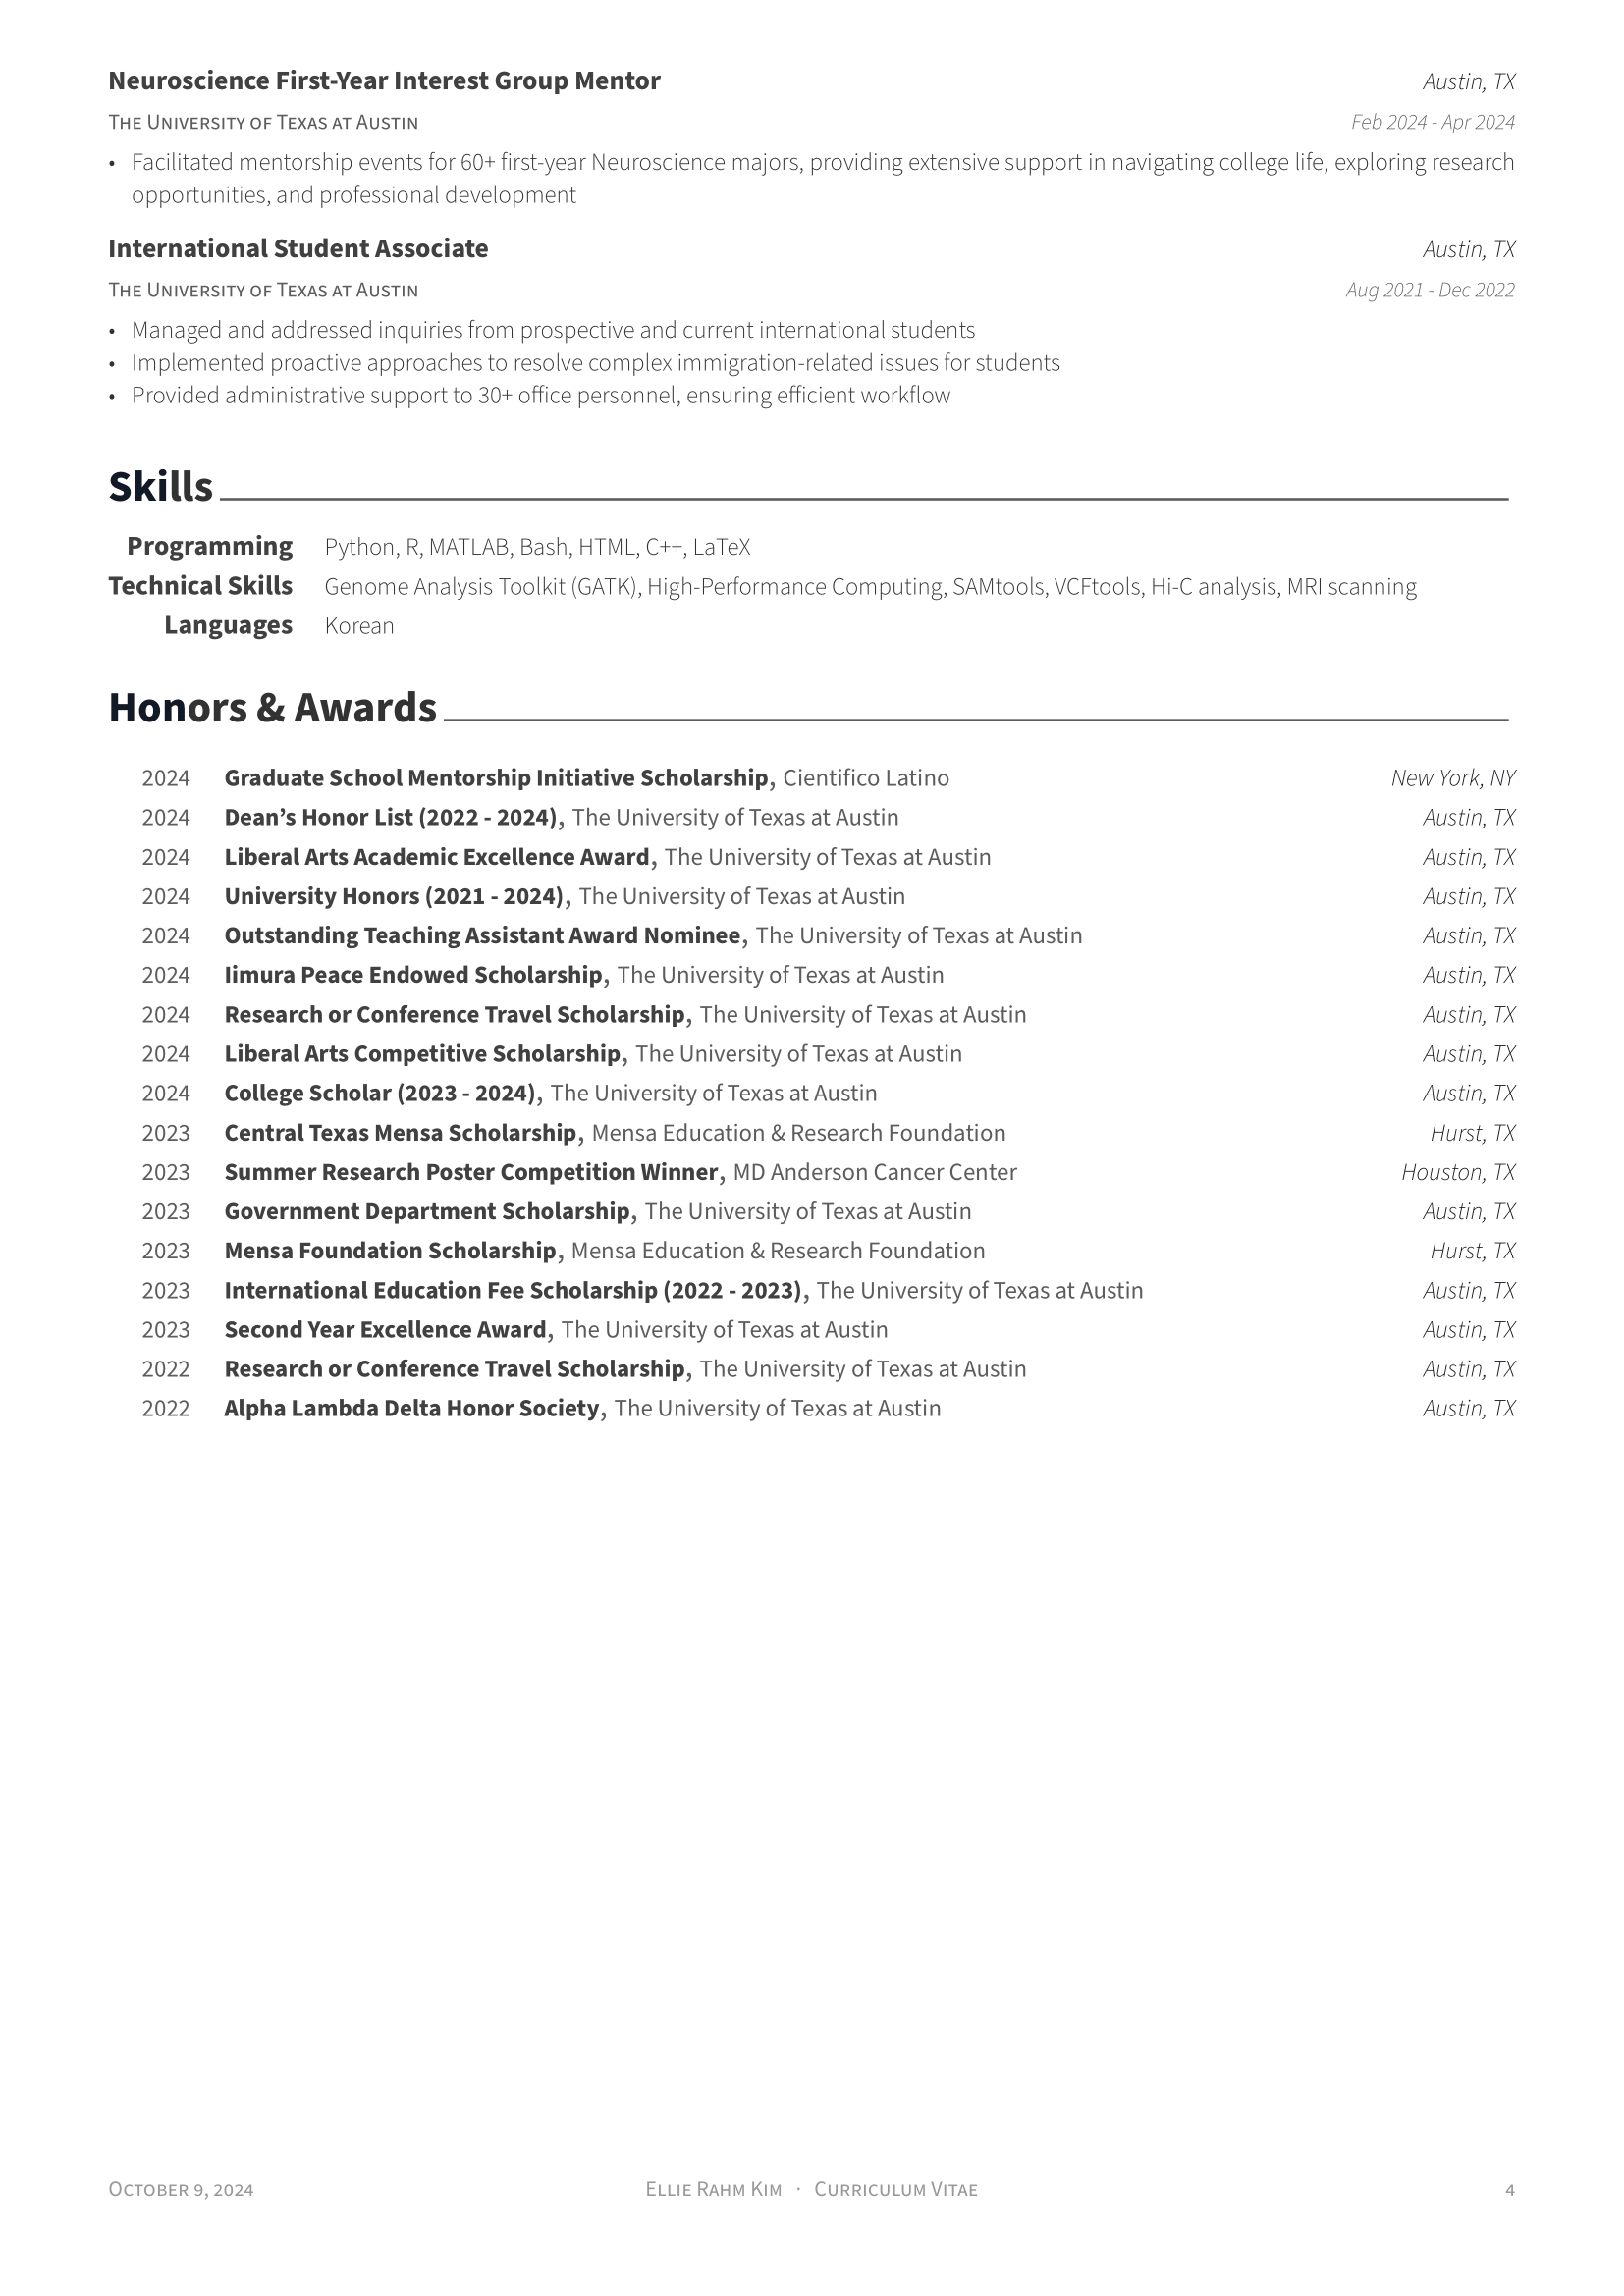 Neuroscience First-Year Interest Group Mentor Austin, TX
The University of Texas at Austin Feb 2024 - Apr 2024
• Facilitated mentorship events for 60+ first-year Neuroscience majors, providing extensive support in navigating college life, exploring research
opportunities, and professional development
International Student Associate Austin, TX
The University of Texas at Austin Aug 2021 - Dec 2022
• Managed and addressed inquiries from prospective and current international students
• Implemented proactive approaches to resolve complex immigration-related issues for students
• Provided administrative support to 30+ office personnel, ensuring efficient workflow
Skills
Programming Python, R, MATLAB, Bash, HTML, C++, LaTeX
Technical Skills Genome Analysis Toolkit (GATK), High-Performance Computing, SAMtools, VCFtools, Hi-C analysis, MRI scanning
Languages Korean
Honors & Awards
2024 Graduate School Mentorship Initiative Scholarship, Cientifico Latino New York, NY
2024 Dean’s Honor List (2022 - 2024), The University of Texas at Austin Austin, TX
2024 Liberal Arts Academic Excellence Award, The University of Texas at Austin Austin, TX
2024 University Honors (2021 - 2024), The University of Texas at Austin Austin, TX
2024 Outstanding Teaching Assistant Award Nominee, The University of Texas at Austin Austin, TX
2024 Iimura Peace Endowed Scholarship, The University of Texas at Austin Austin, TX
2024 Research or Conference Travel Scholarship, The University of Texas at Austin Austin, TX
2024 Liberal Arts Competitive Scholarship, The University of Texas at Austin Austin, TX
2024 College Scholar (2023 - 2024), The University of Texas at Austin Austin, TX
2023 Central Texas Mensa Scholarship, Mensa Education & Research Foundation Hurst, TX
2023 Summer Research Poster Competition Winner, MD Anderson Cancer Center Houston, TX
2023 Government Department Scholarship, The University of Texas at Austin Austin, TX
2023 Mensa Foundation Scholarship, Mensa Education & Research Foundation Hurst, TX
2023 International Education Fee Scholarship (2022 - 2023), The University of Texas at Austin Austin, TX
2023 Second Year Excellence Award, The University of Texas at Austin Austin, TX
2022 Research or Conference Travel Scholarship, The University of Texas at Austin Austin, TX
2022 Alpha Lambda Delta Honor Society, The University of Texas at Austin Austin, TX
October 9, 2024 Ellie Rahm Kim · Curriculum Vitae 4